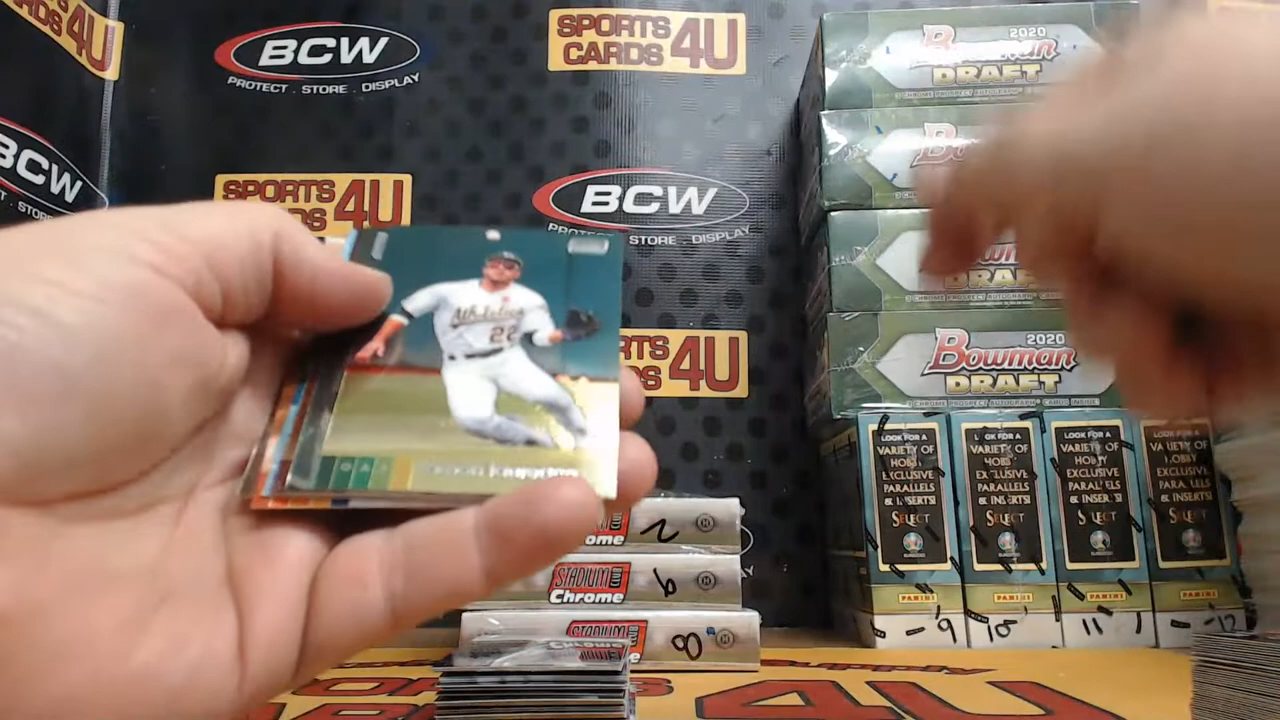 SPORTS
CARDS 4U
BCW
PROTECT . STORE . DISPLAY
SPORTS
CARDS 4U
2020
Bowman
DRAFT
BCW
SPORTS
4U
BCW
STORE . DISPLAY
DRAFT
Athletics
22
4U
2020
Bowman
DRAFT
LOOK FOR A
VARIETY OF
HOBBY
EXCLUSIVE
PARALLELS
& INSERTS!
SELECT
PANINI
9
LOOK FOR A
VARIETY OF
HOBBY
EXCLUSIVE
PARALLELS
& INSERTS!
SELECT
PANINI
10
LOOK FOR A
VARIETY OF
HOBBY
EXCLUSIVE
PARALLELS
& INSERTS!
SELECT
PANINI
11
LOOK FOR A
VARIETY OF
HOBBY
EXCLUSIVE
PARALLELS
& INSERTS!
SELECT
PANINI
12
2
STADIUM CLUB
Chrome
6
STADIUM
Chrome
8
4U